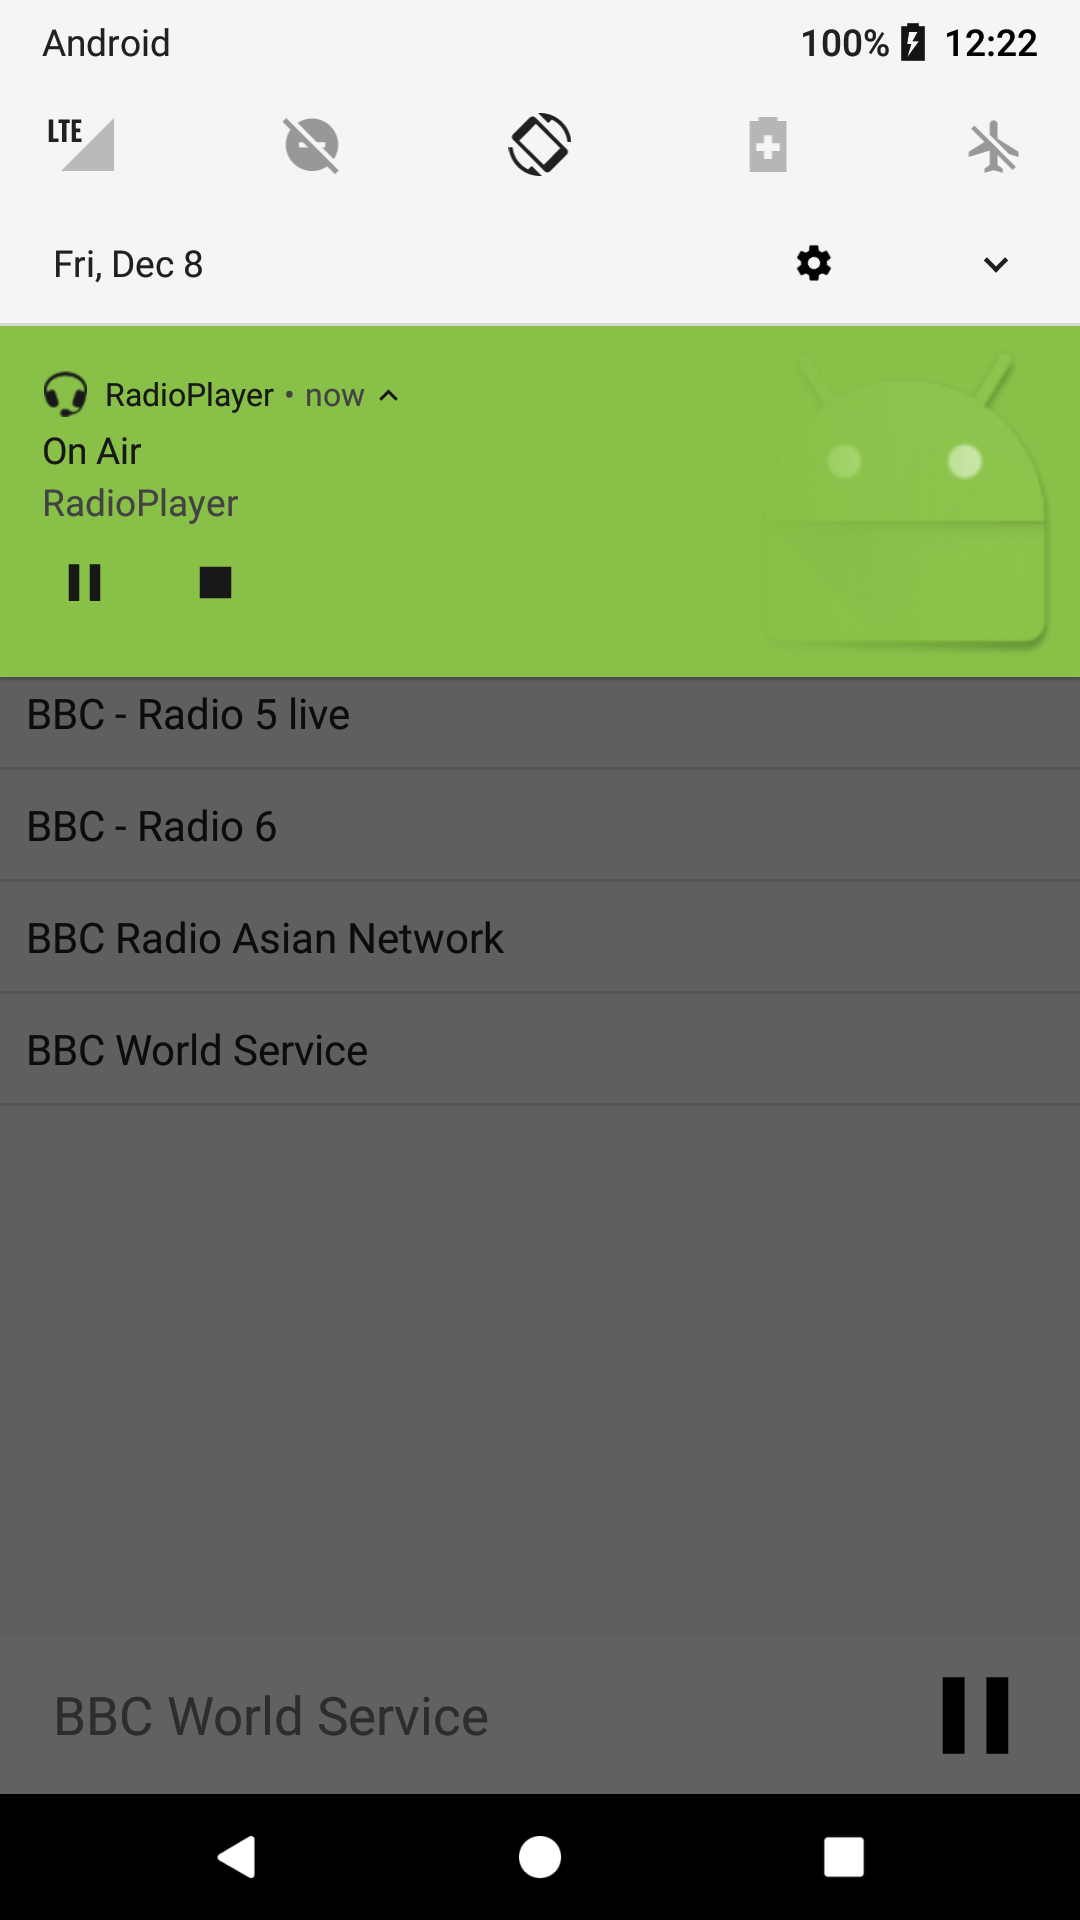 Android 100% 12:22
LTE
Fri, Dec 8
RadioPlayer • now
On Air
RadioPlayer
BBC - Radio 5 live
BBC - Radio 6
BBC Radio Asian Network
BBC World Service
BBC World Service